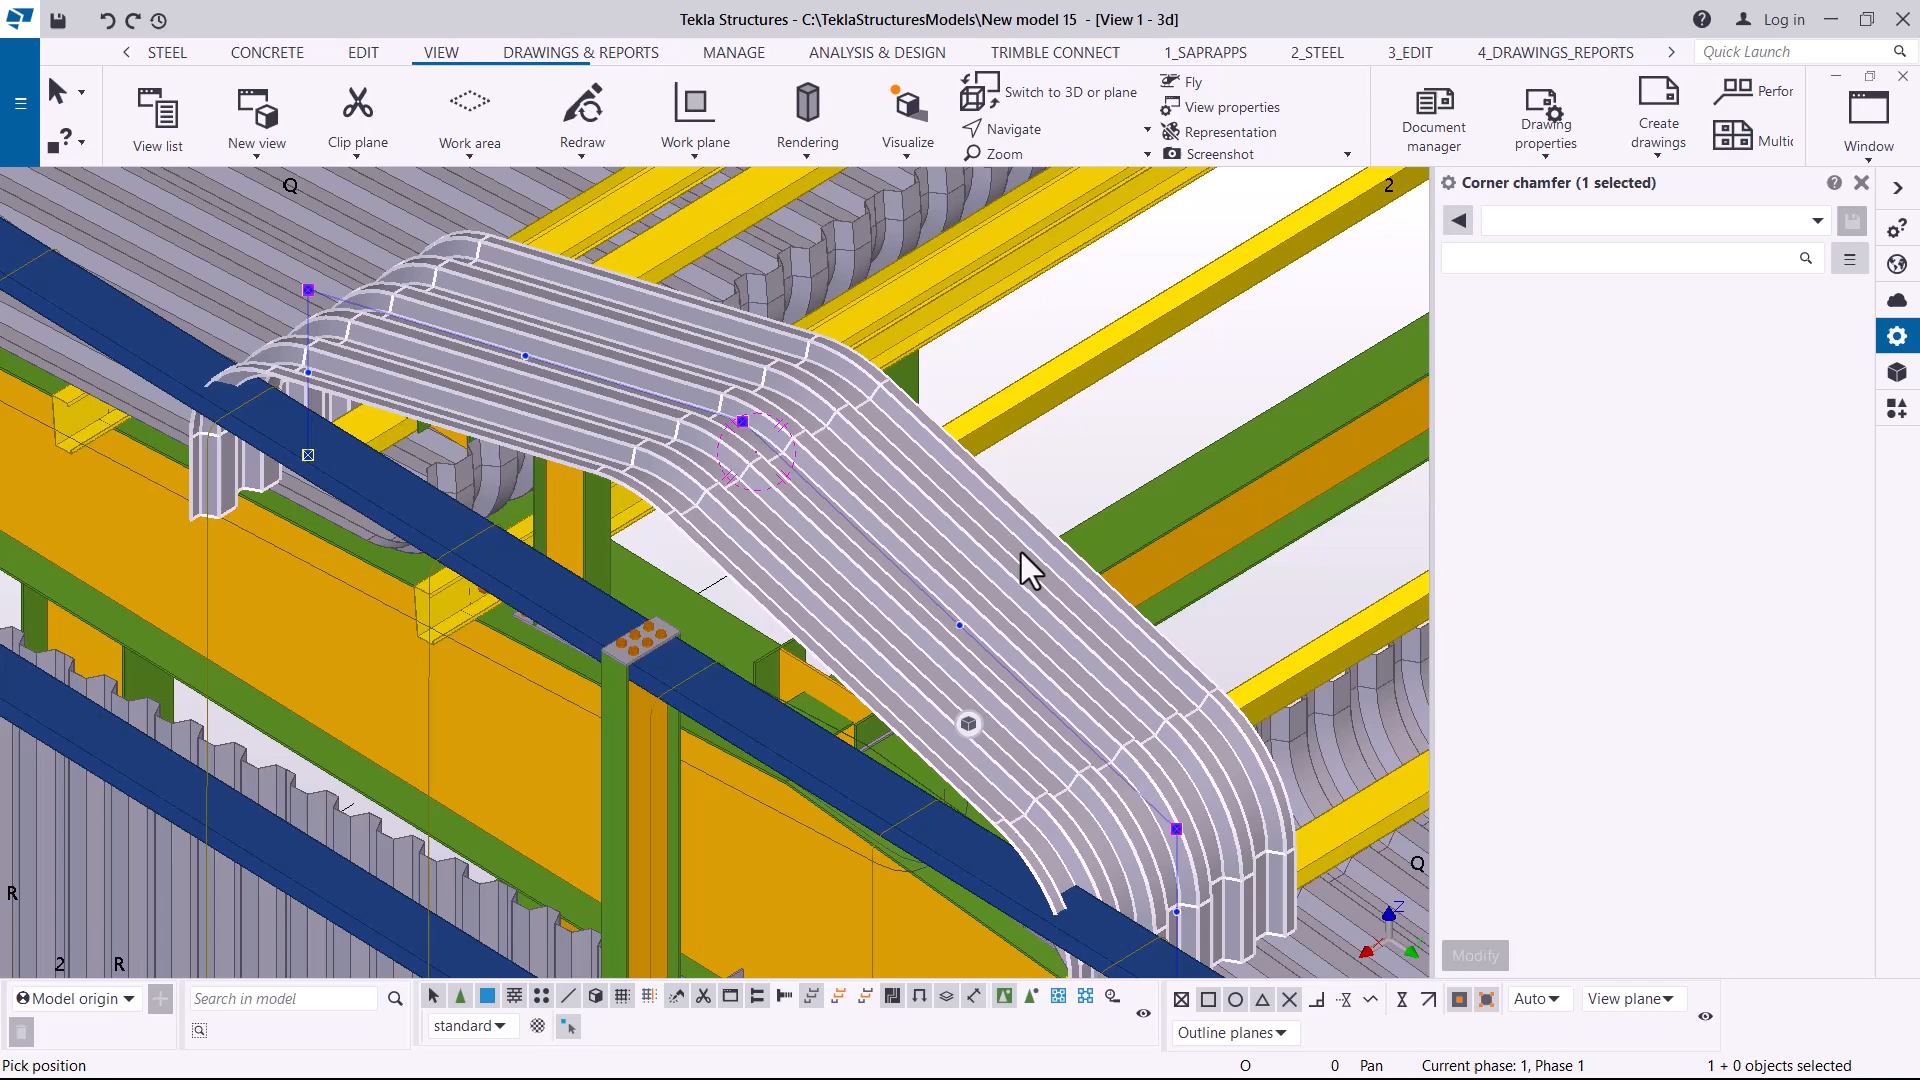 Tekla Structures - C:\TeklaStructuresModels\New model 15 - [View 1 - 3d]
Log in
STEEL CONCRETE EDIT VIEW DRAWINGS & REPORTS MANAGE ANALYSIS & DESIGN TRIMBLE CONNECT 1_SAPRAPPS 2_STEEL 3_EDIT 4_DRAWINGS_REPORTS Quick Launch
View list
New view
Clip plane
Work area
Redraw
Work plane
Rendering
Visualize
Switch to 3D or plane
Navigate
Zoom
Fly
View properties
Representation
Screenshot
Document manager
Drawing properties
Create drawings
Perfor
Multic
Window
Q
2
Corner chamfer (1 selected)
Q
R
2 R
Z
Modify
Model origin
Search in model
standard
Auto
View plane
Outline planes
Pick position
O 0 Pan Current phase: 1, Phase 1 1 + 0 objects selected